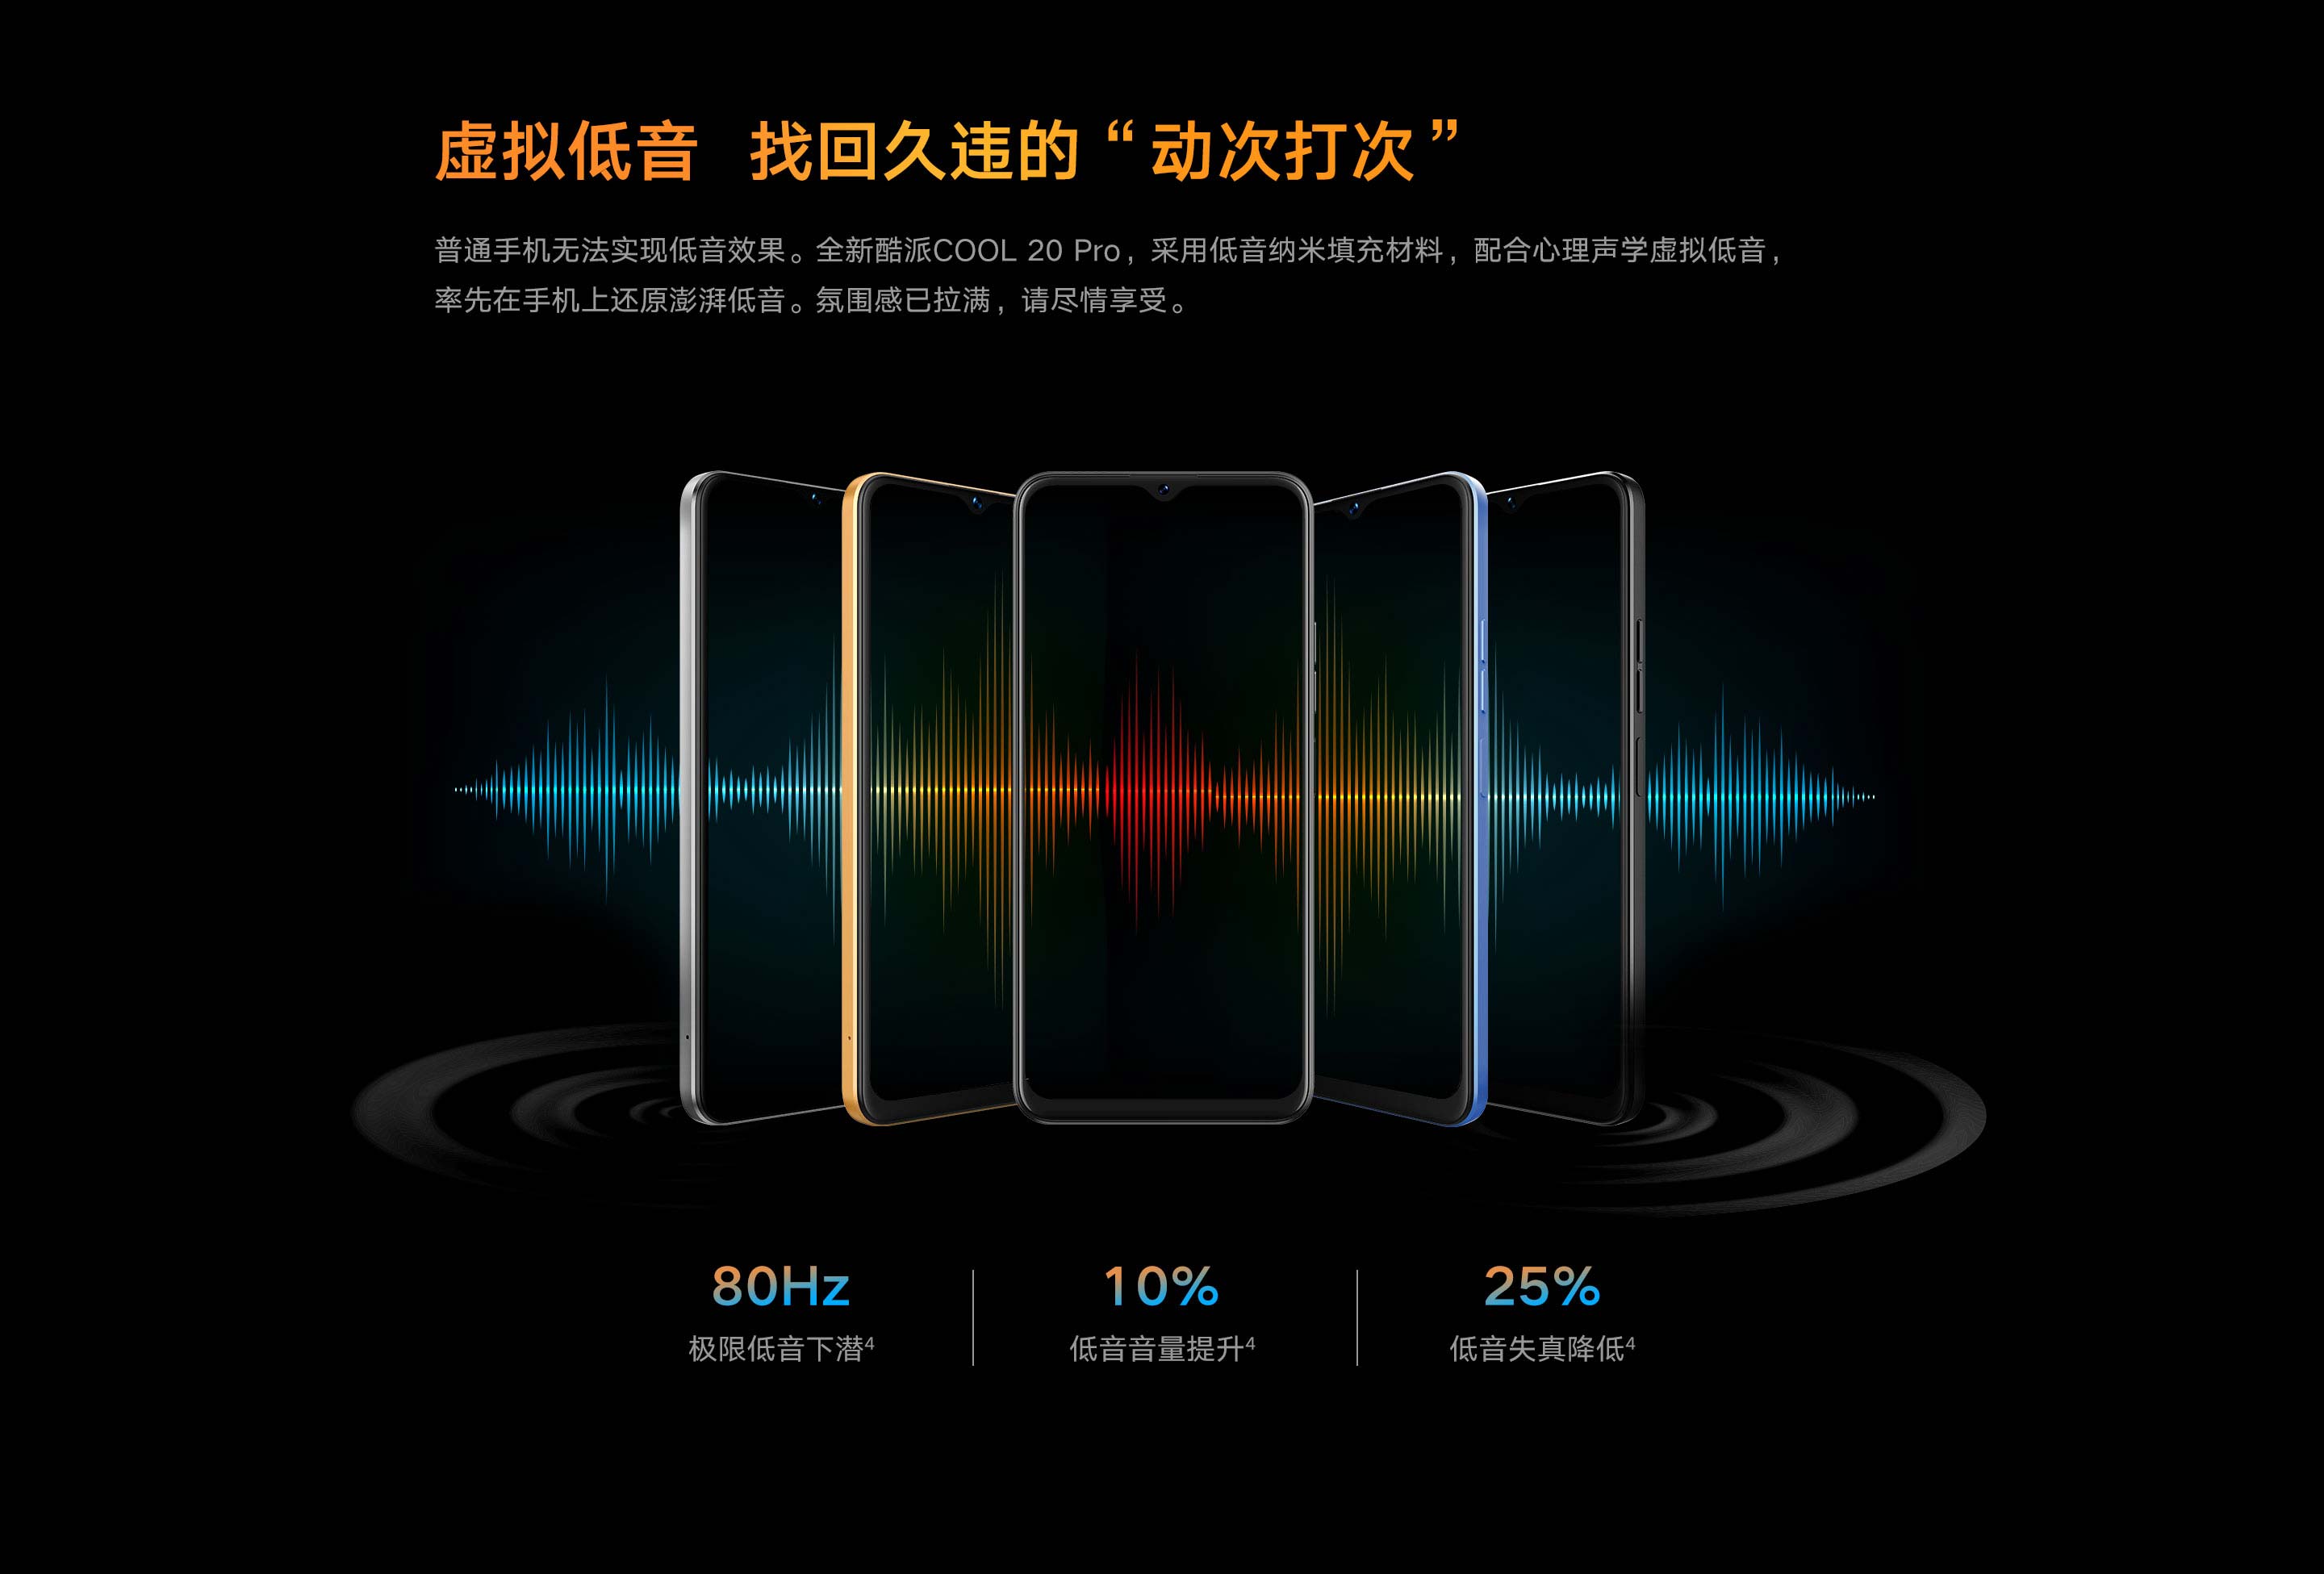 虚拟低音 找回久违的“动次打次”
普通手机无法实现低音效果。全新酷派COOL 20 Pro，采用低音纳米填充材料，配合心理声学虚拟低音，
率先在手机上还原澎湃低音。氛围感已拉满，请尽情享受。
80Hz
极限低音下潜4
10%
低音音量提升4
25%
低音失真降低4